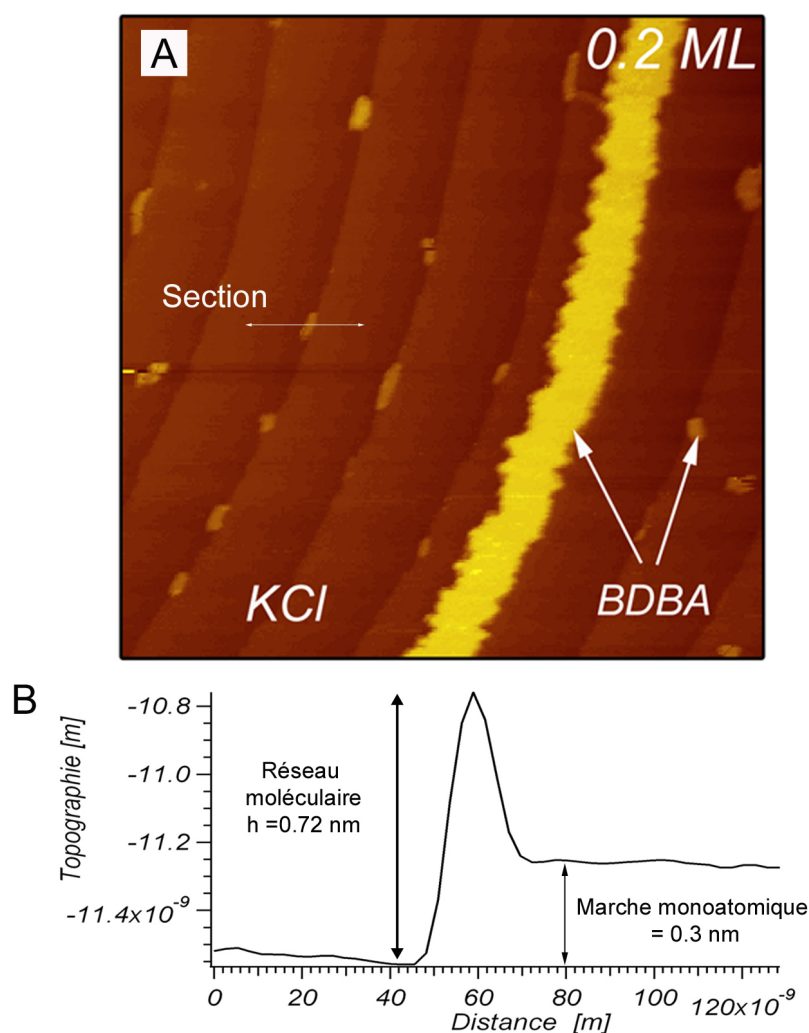 A
0.2 ML
Section
KCl
BDBA
B
Topographie [m]
-10.8
-11.0
-11.2
-11.4x10⁻⁹
Réseau
moléculaire
h =0.72 nm
Marche monoatomique
= 0.3 nm
0 20 40 60 80 100 120x10⁻⁹
Distance [m]